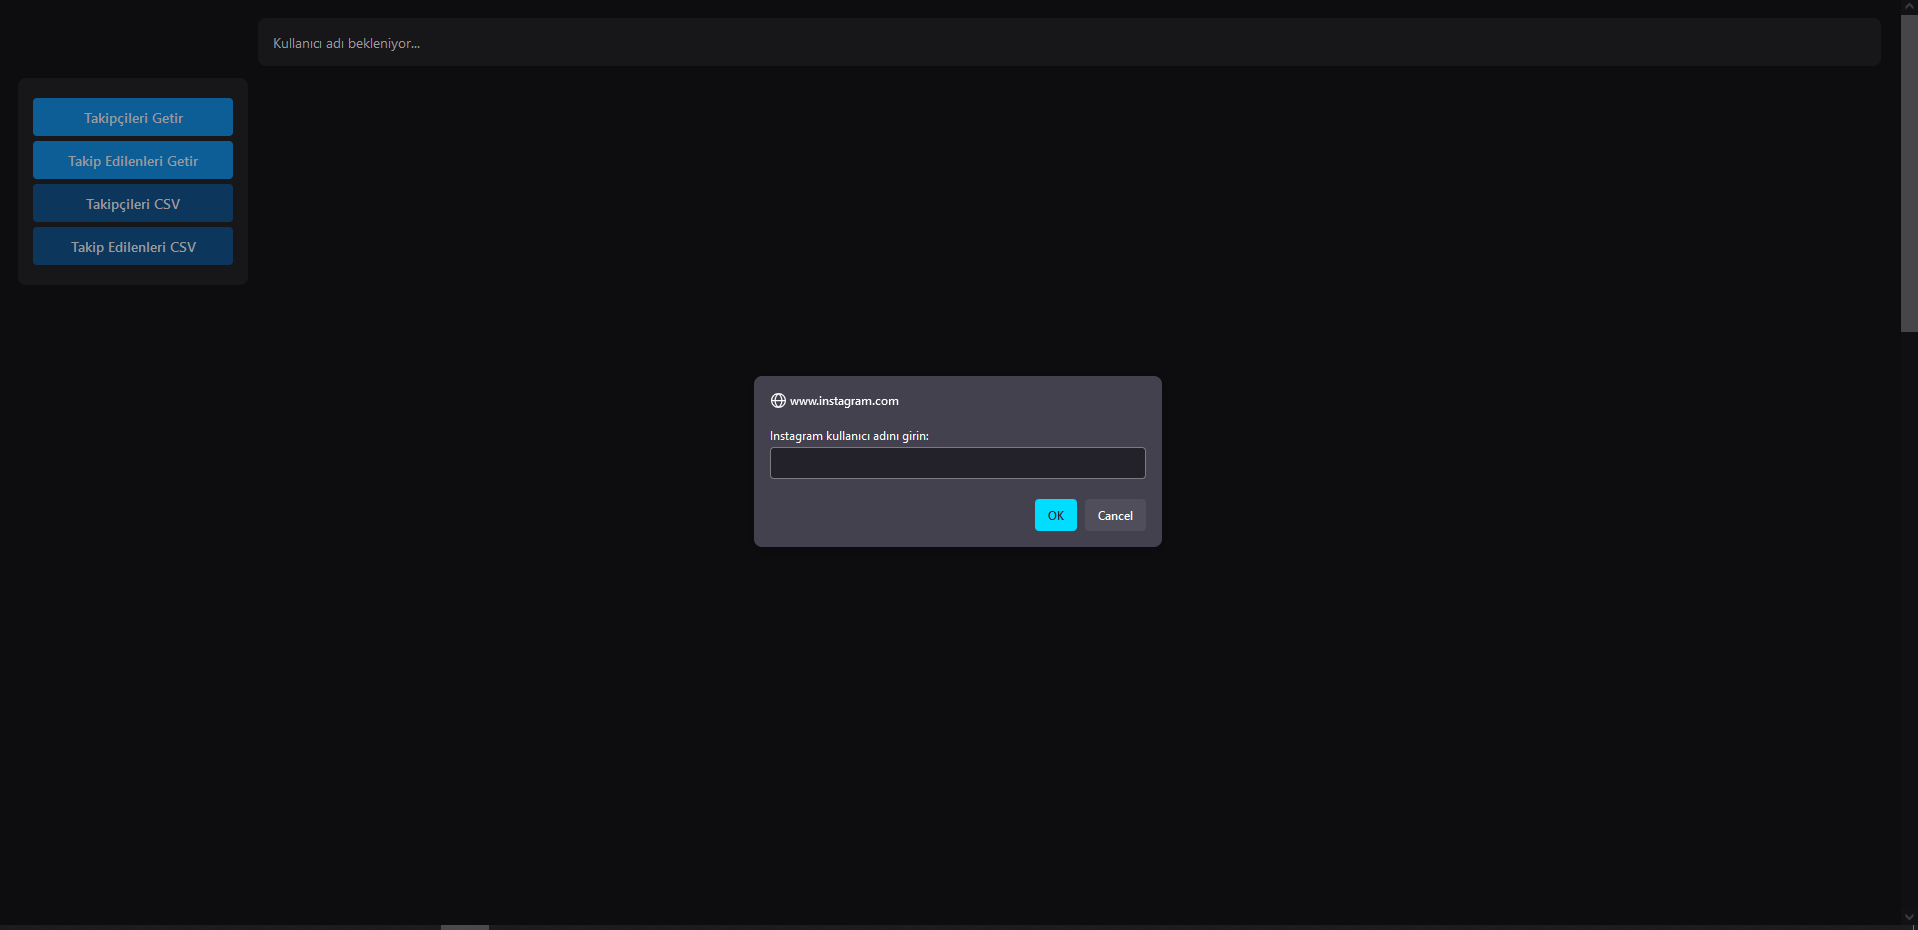 Kullanıcı adı bekleniyor...
Takipçileri Getir
Takip Edilenleri Getir
Takipçileri CSV
Takip Edilenleri CSV
www.instagram.com
Instagram kullanıcı adını girin:
OK
Cancel